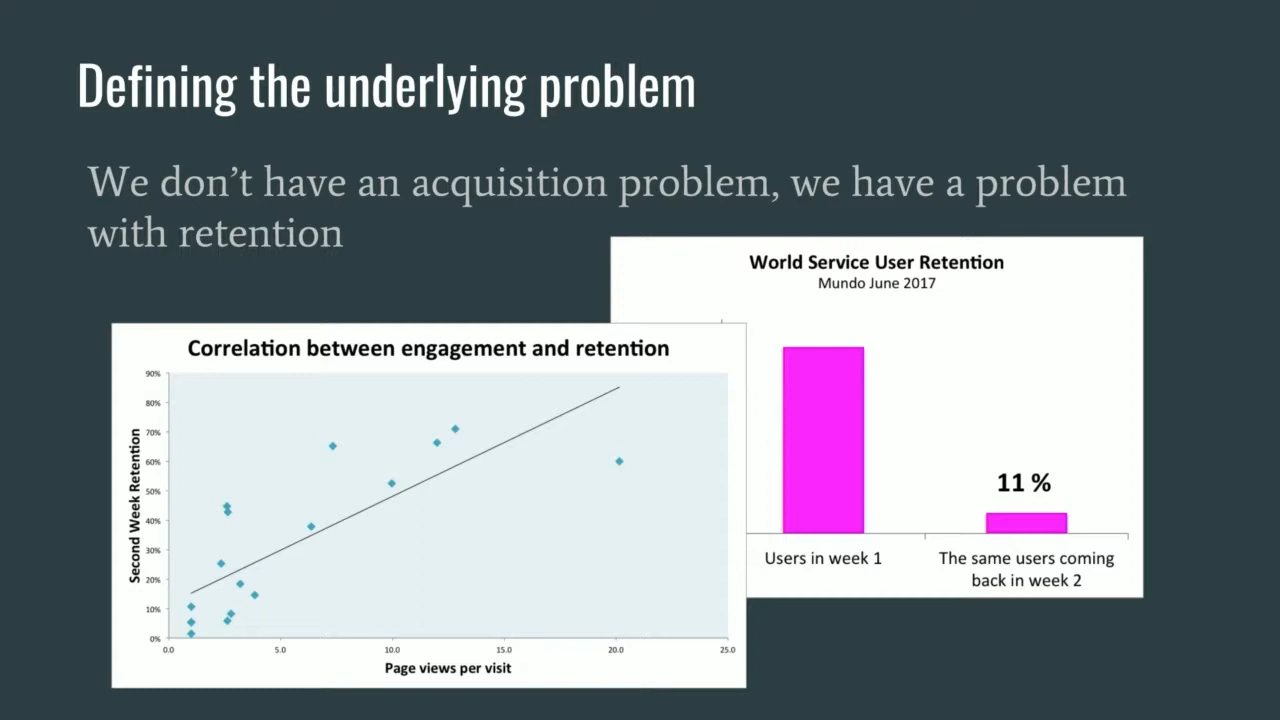 Defining the underlying problem
We don’t have an acquisition problem, we have a problem
with retention
World Service User Retention
Mundo June 2017
11 %
Users in week 1
The same users coming
back in week 2
Correlation between engagement and retention
Second Week Retention
90%
80%
70%
60%
50%
40%
30%
20%
10%
0%
0.0 5.0 10.0 15.0 20.0 25.0
Page views per visit